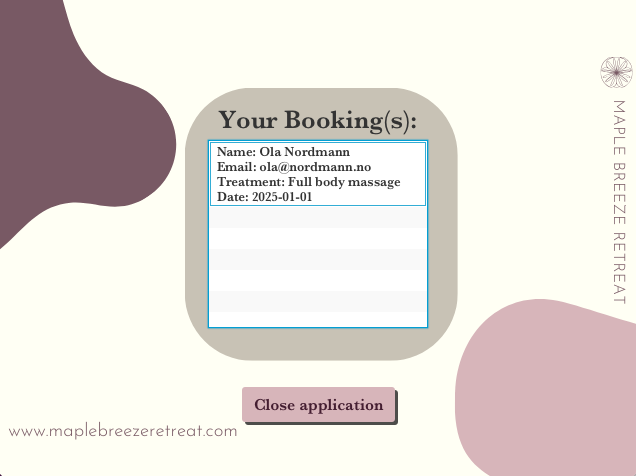 Your Booking(s):
Name: Ola Nordmann
Email: ola@nordmann.no
Treatment: Full body massage
Date: 2025-01-01
Close application
www.maplebreezeretreat.com
MAPLE BREEZE RETREAT